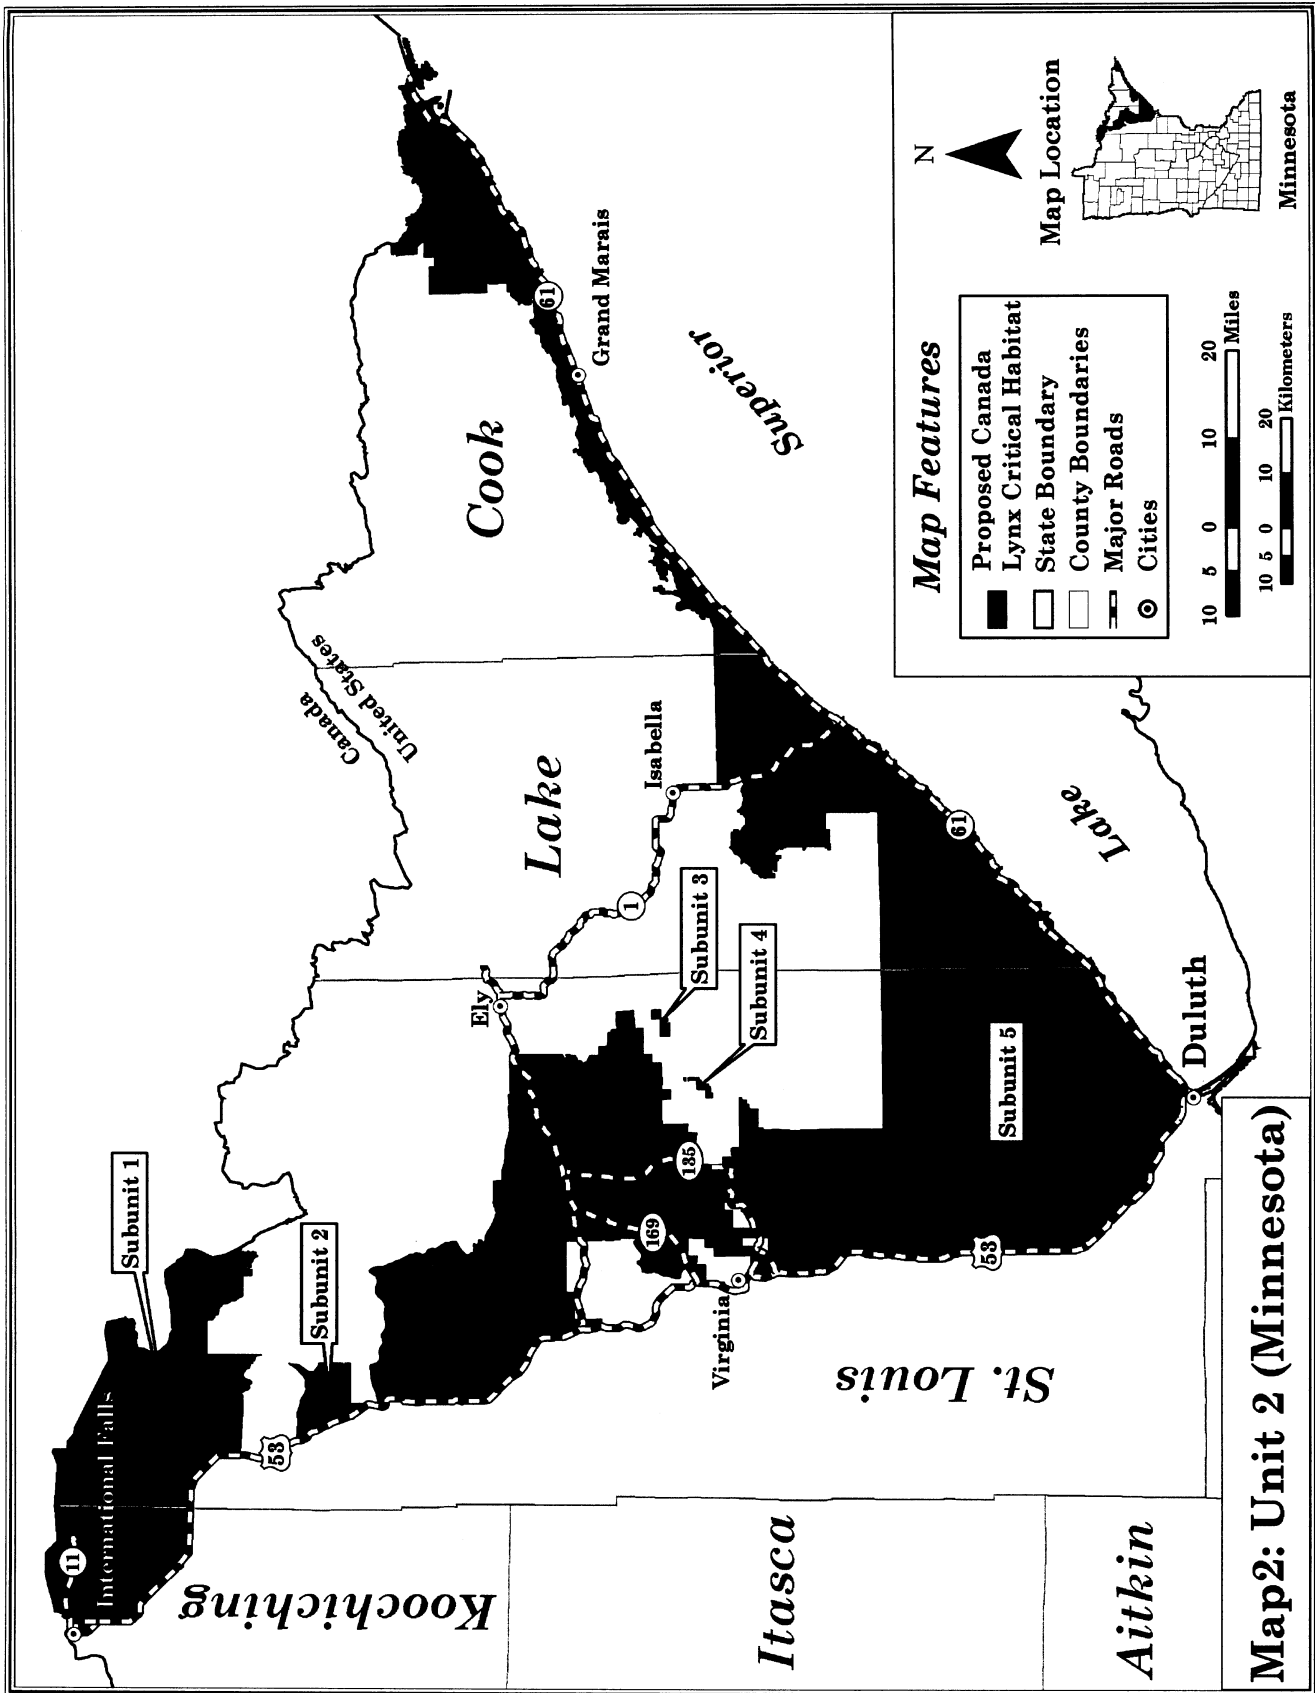 Map2: Unit 2 (Minnesota)
International Falls
11
Koochiching
53
Subunit 1
Subunit 2
Canada
United States
Ely
Lake
Cook
1
Isabella
Subunit 3
Subunit 4
135
169
Virginia
St. Louis
53
Subunit 5
Itasca
Aitkin
Duluth
61
61
Grand Marais
Lake
Superior
Map Features
Proposed Canada
Lynx Critical Habitat
State Boundary
County Boundaries
Major Roads
Cities
10 5 0 10 20
Miles
10 5 0 10 20
Kilometers
N
Map Location
Minnesota